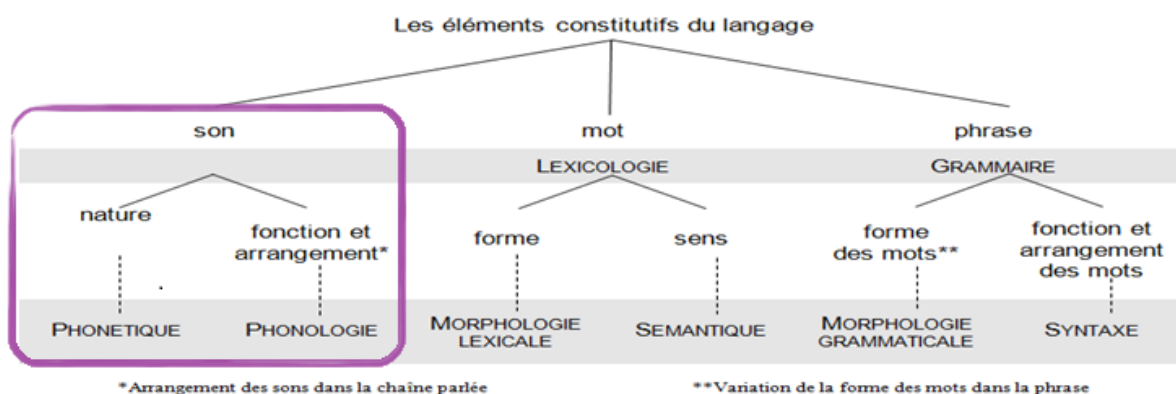 Les éléments constitutifs du langage
son mot phrase
LEXICOLOGIE GRAMMAIRE
nature
fonction et
arrangement*
forme
sens
forme
des mots**
fonction et
arrangement
des mots
PHONETIQUE
PHONOLOGIE
MORPHOLOGIE
LEXICALE
SEMANTIQUE
MORPHOLOGIE
GRAMMATICALE
SYNTAXE
*Arrangement des sons dans la chaîne parlée
**Variation de la forme des mots dans la phrase